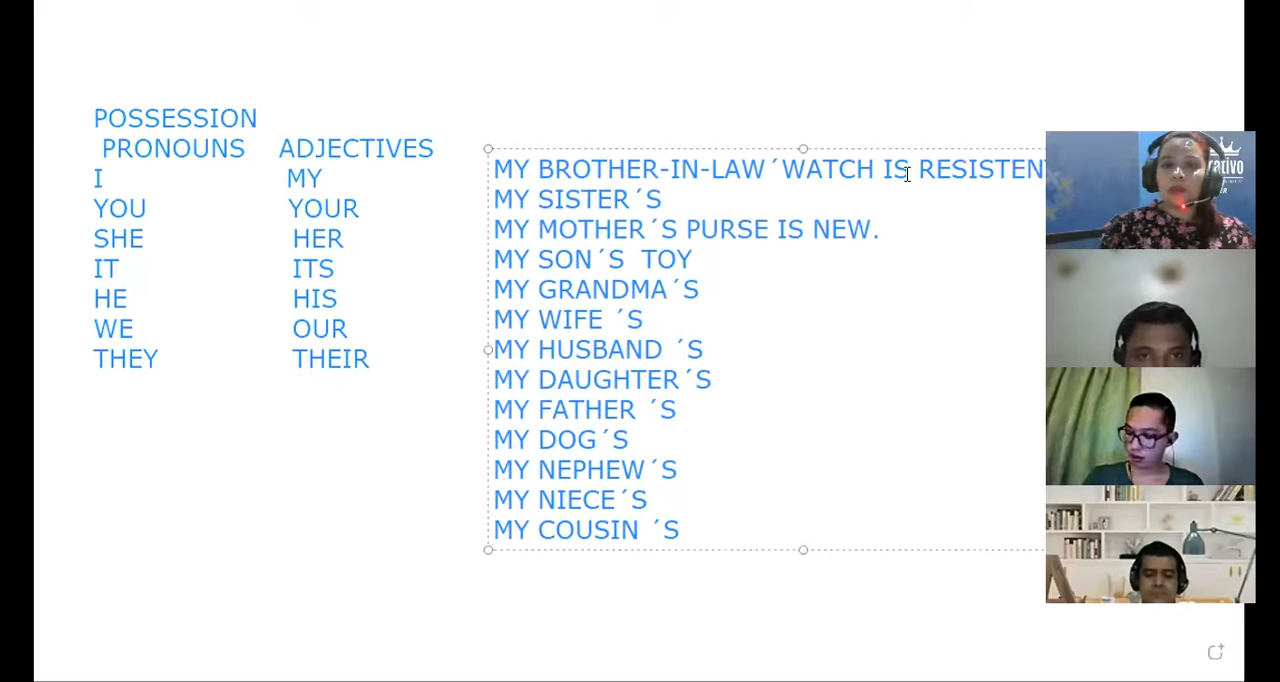 POSSESSION
PRONOUNS ADJECTIVES
I MY
YOU YOUR
SHE HER
IT ITS
HE HIS
WE OUR
THEY THEIR
MY BROTHER-IN-LAW´WATCH IS RESISTENT
MY SISTER´S
MY MOTHER´S PURSE IS NEW.
MY SON´S TOY
MY GRANDMA´S
MY WIFE ´S
MY HUSBAND ´S
MY DAUGHTER´S
MY FATHER ´S
MY DOG´S
MY NEPHEW´S
MY NIECE´S
MY COUSIN ´S
rativo